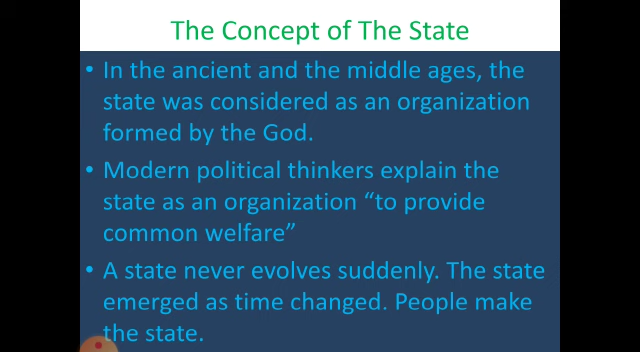 The Concept of The State
• In the ancient and the middle ages, the
state was considered as an organization
formed by the God.
• Modern political thinkers explain the
state as an organization “to provide
common welfare”
• A state never evolves suddenly. The state
emerged as time changed. People make
the state.